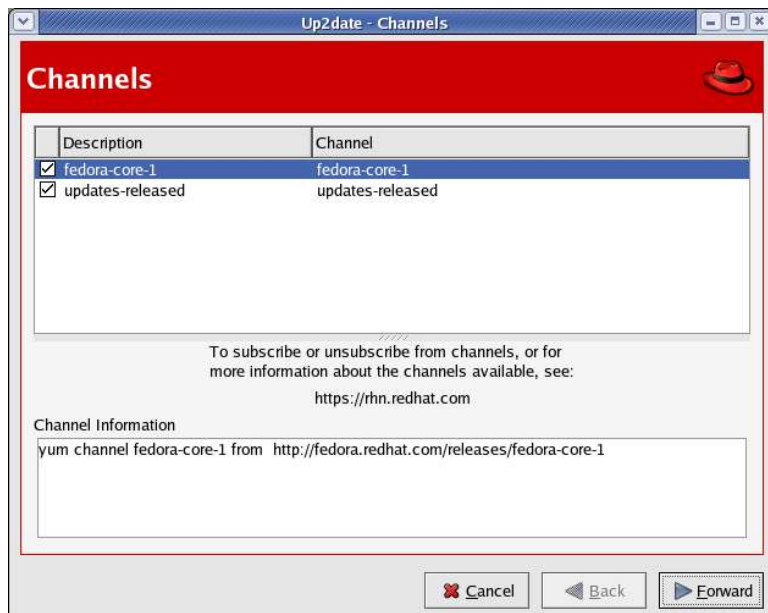 Up2date - Channels
Channels
Description Channel
fedora-core-1 fedora-core-1
updates-released updates-released
To subscribe or unsubscribe from channels, or for
more information about the channels available, see:
https://rhn.redhat.com
Channel Information
yum channel fedora-core-1 from http://fedora.redhat.com/releases/fedora-core-1
Cancel Back Forward